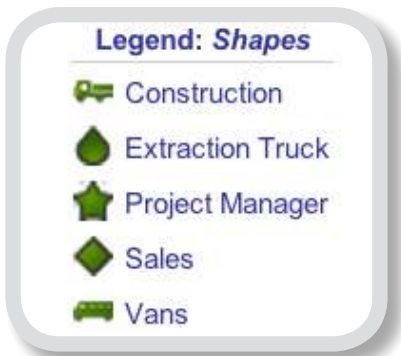 Legend: Shapes
Construction
Extraction Truck
Project Manager
Sales
Vans